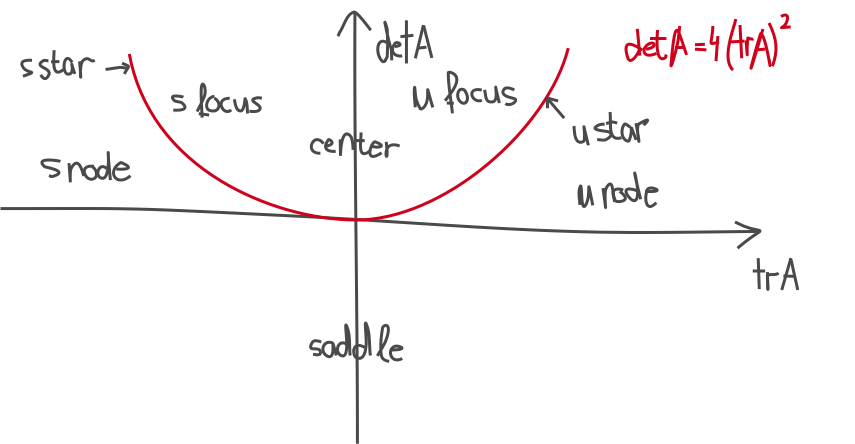 detA
detA = 4(trA)²
s star
s focus
u focus
center
u star
s node
u node
trA
saddle